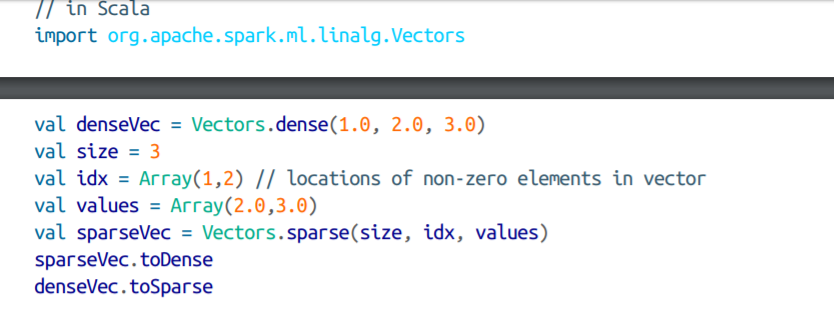 // in Scala
import org.apache.spark.ml.linalg.Vectors
val denseVec = Vectors.dense(1.0, 2.0, 3.0)
val size = 3
val idx = Array(1,2) // locations of non-zero elements in vector
val values = Array(2.0,3.0)
val sparseVec = Vectors.sparse(size, idx, values)
sparseVec.toDense
denseVec.toSparse